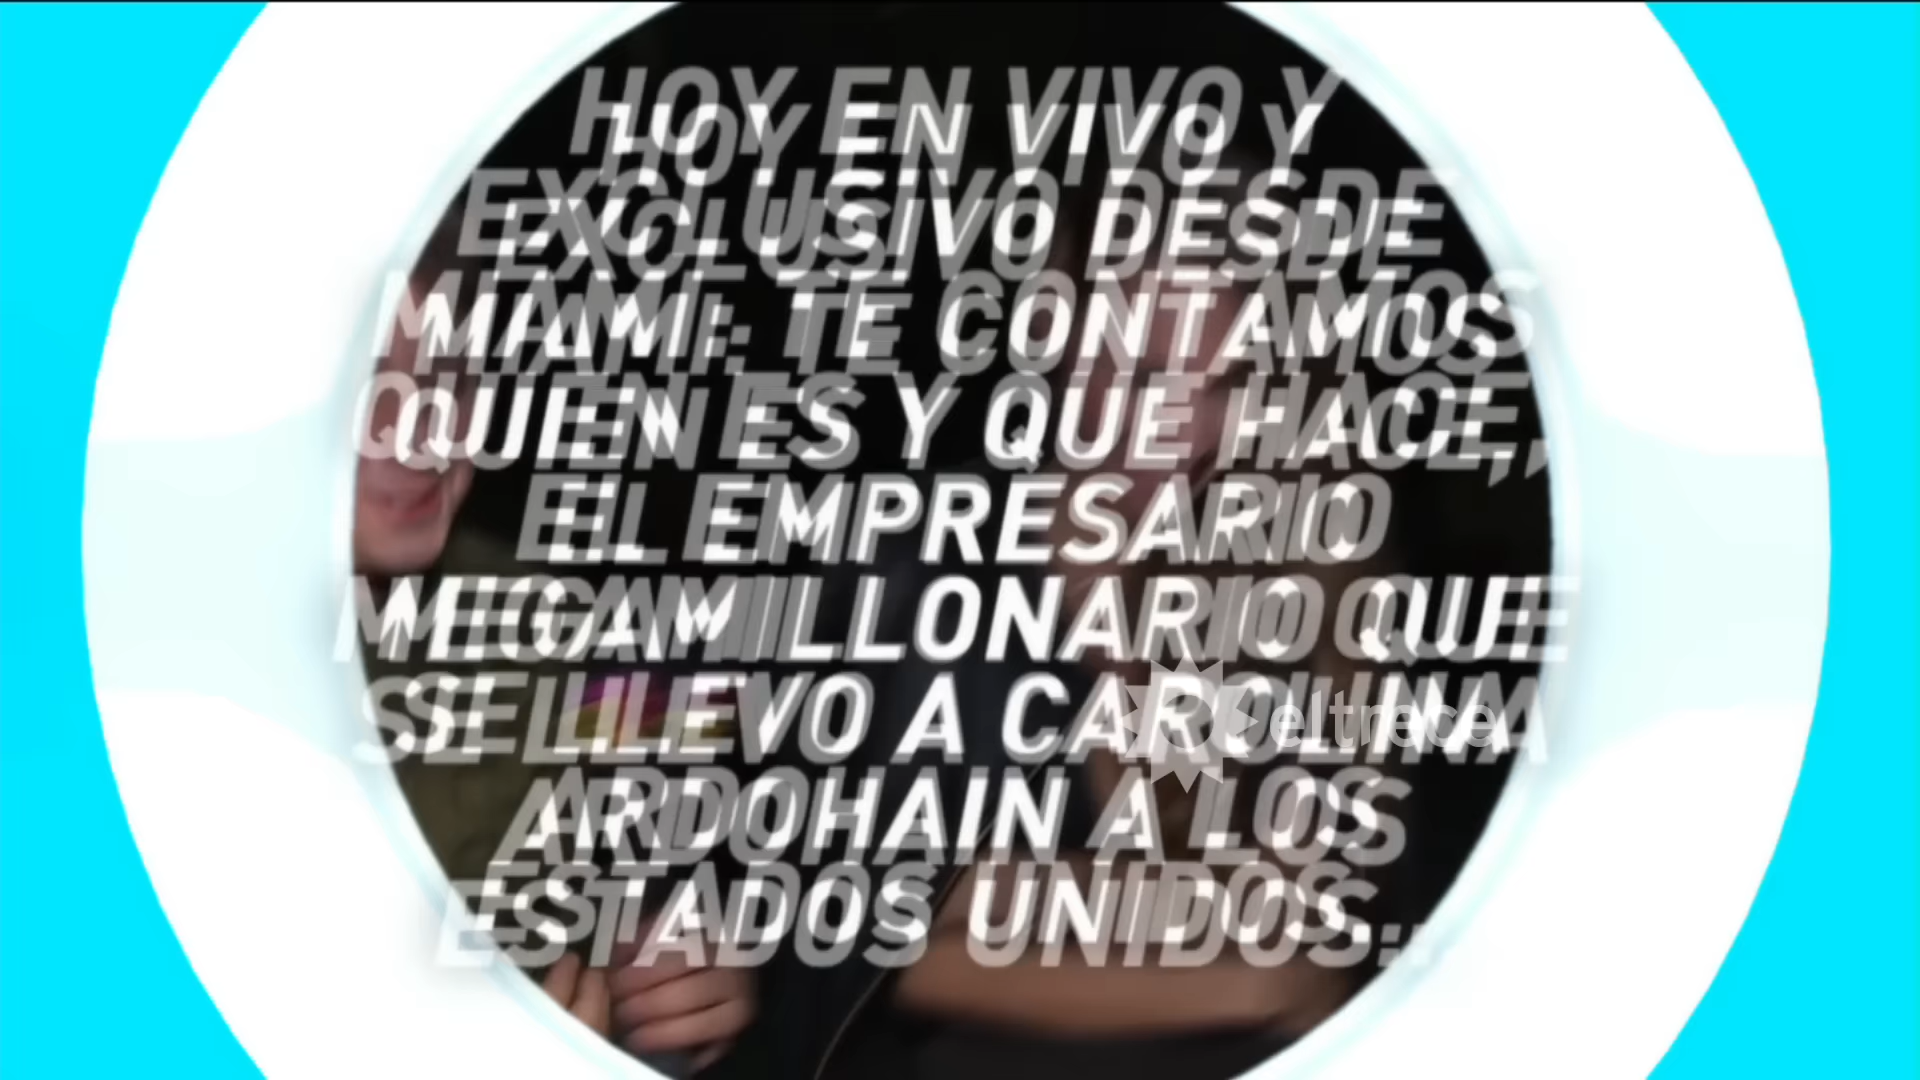 HOY EN VIVO Y
EXCLUSIVO DESDE
MIAMI: TE CONTAMOS
QUIEN ES Y QUE HACE,
EL EMPRESARIO
MEGAMILLONARIO QUE
SE LLEVO A CAROLINA
eltrece
ARDOHAIN A LOS
ESTADOS UNIDOS...